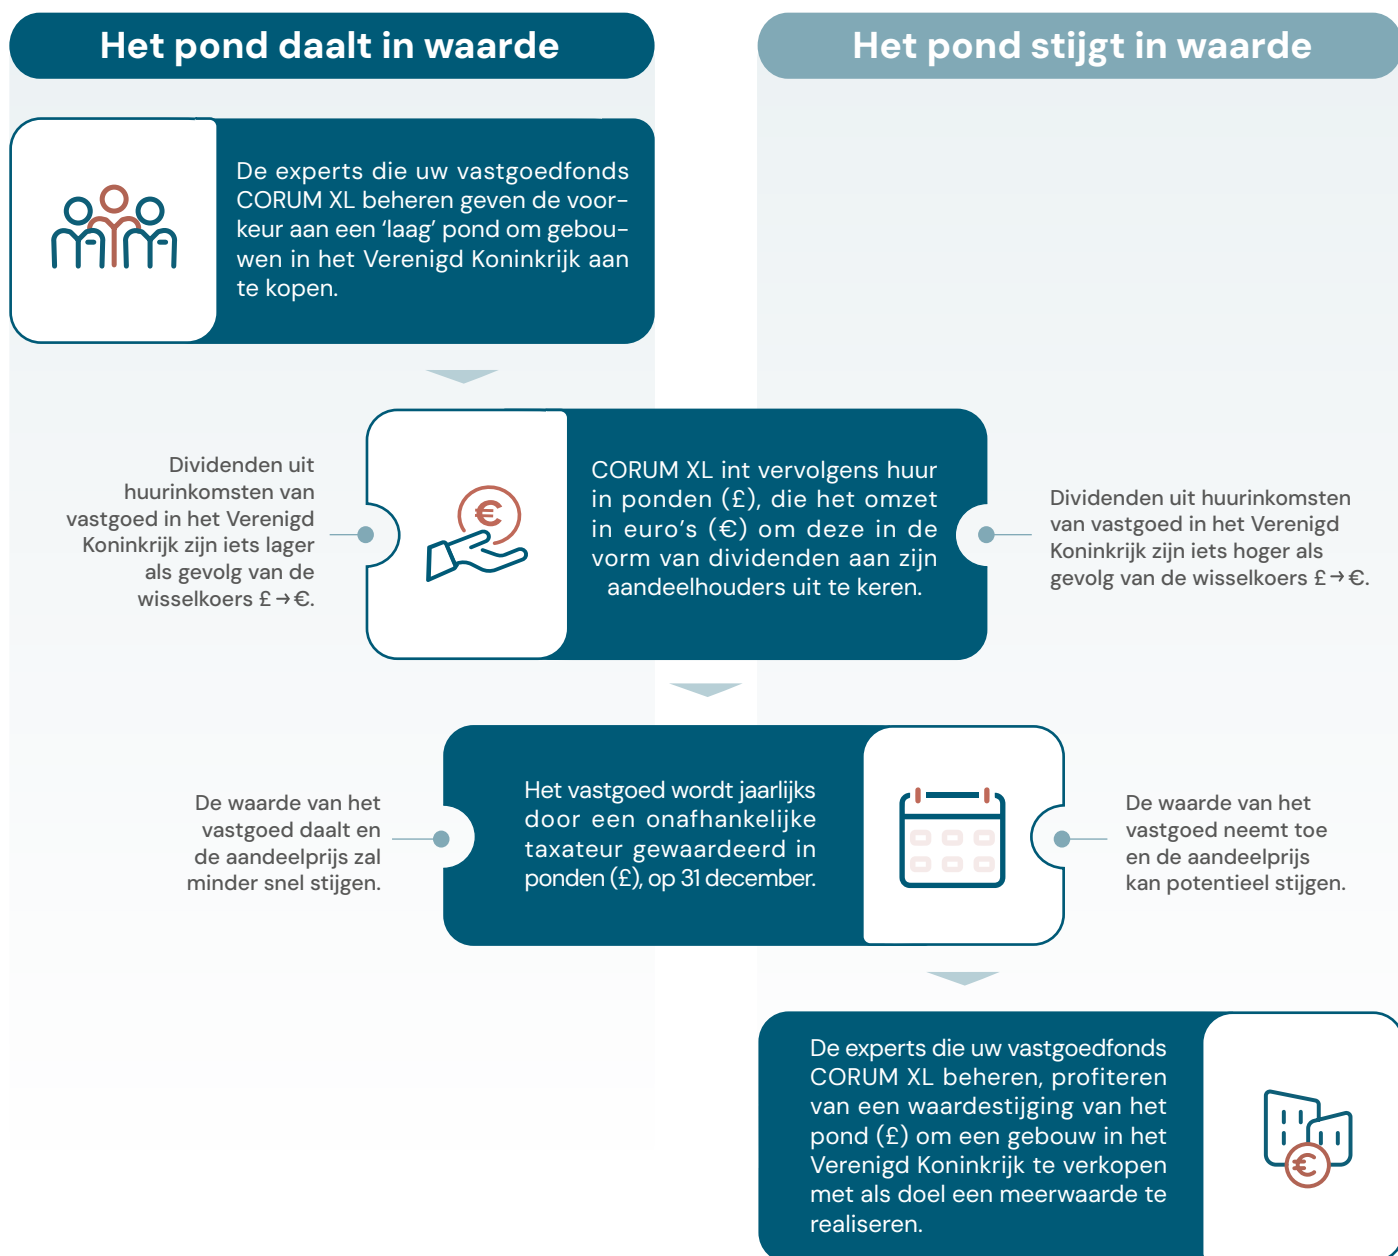 Het pond daalt in waarde
Het pond stijgt in waarde
De experts die uw vastgoedfonds
CORUM XL beheren geven de voor-
keur aan een ‘laag’ pond om gebou-
wen in het Verenigd Koninkrijk aan
te kopen.
Dividenden uit
huurinkomsten van
vastgoed in het Verenigd
Koninkrijk zijn iets lager
als gevolg van de
wisselkoers £→€.
€
CORUM XL int vervolgens huur
in ponden (£), die het omzet
in euro’s (€) om deze in de
vorm van dividenden aan zijn
aandeelhouders uit te keren.
Dividenden uit huurinkomsten
van vastgoed in het Verenigd
Koninkrijk zijn iets hoger als
gevolg van de wisselkoers £→€.
De waarde van het
vastgoed daalt en
de aandeelprijs zal
minder snel stijgen.
Het vastgoed wordt jaarlijks
door een onafhankelijke
taxateur gewaardeerd in
ponden (£), op 31 december.
De waarde van het
vastgoed neemt toe
en de aandeelprijs
kan potentieel stijgen.
De experts die uw vastgoedfonds
CORUM XL beheren, profiteren
van een waardestijging van het
pond (£) om een gebouw in het
Verenigd Koninkrijk te verkopen
met als doel een meerwaarde te
realiseren.
€